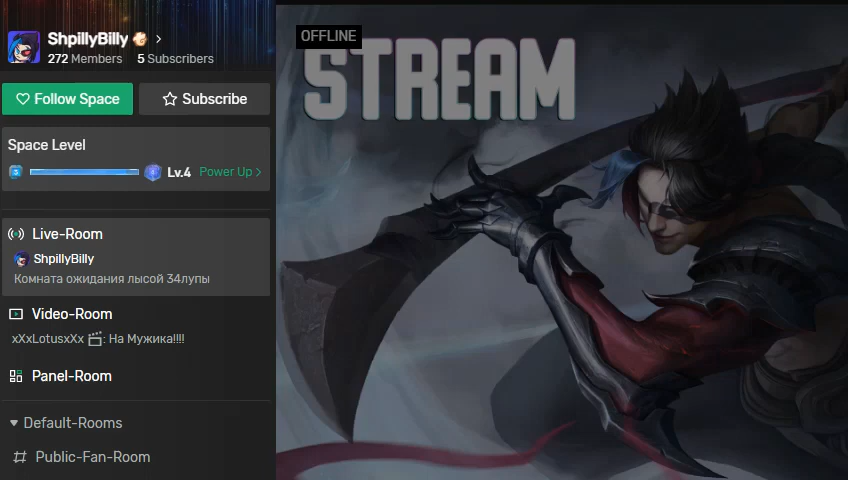 ShpillyBilly
272 Members 5 Subscribers
Follow Space
Subscribe
Space Level
Lv.4 Power Up
Live-Room
ShpillyBilly
Комната ожидания лысой 34лупы
Video-Room
xXxLotusxXx : На Мужика!!!!
Panel-Room
Default-Rooms
Public-Fan-Room
OFFLINE
STREAM